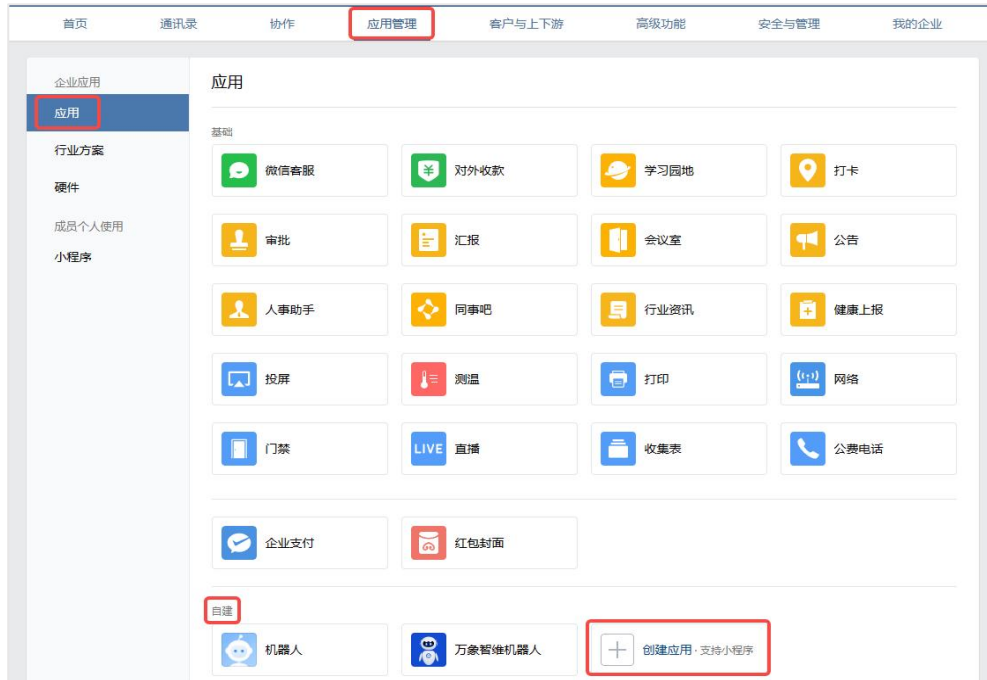 首页 通讯录 协作 应用管理 客户与上下游 高级功能 安全与管理 我的企业
企业应用
应用
行业方案
硬件
成员个人使用
小程序
应用
基础
微信客服 对外收款 学习园地 打卡
审批 汇报 会议室 公告
人事助手 同事吧 行业资讯 健康上报
投屏 测温 打印 网络
门禁 LIVE 直播 收集表 公费电话
企业支付 红包封面
自建
机器人 万象智维机器人 创建应用·支持小程序